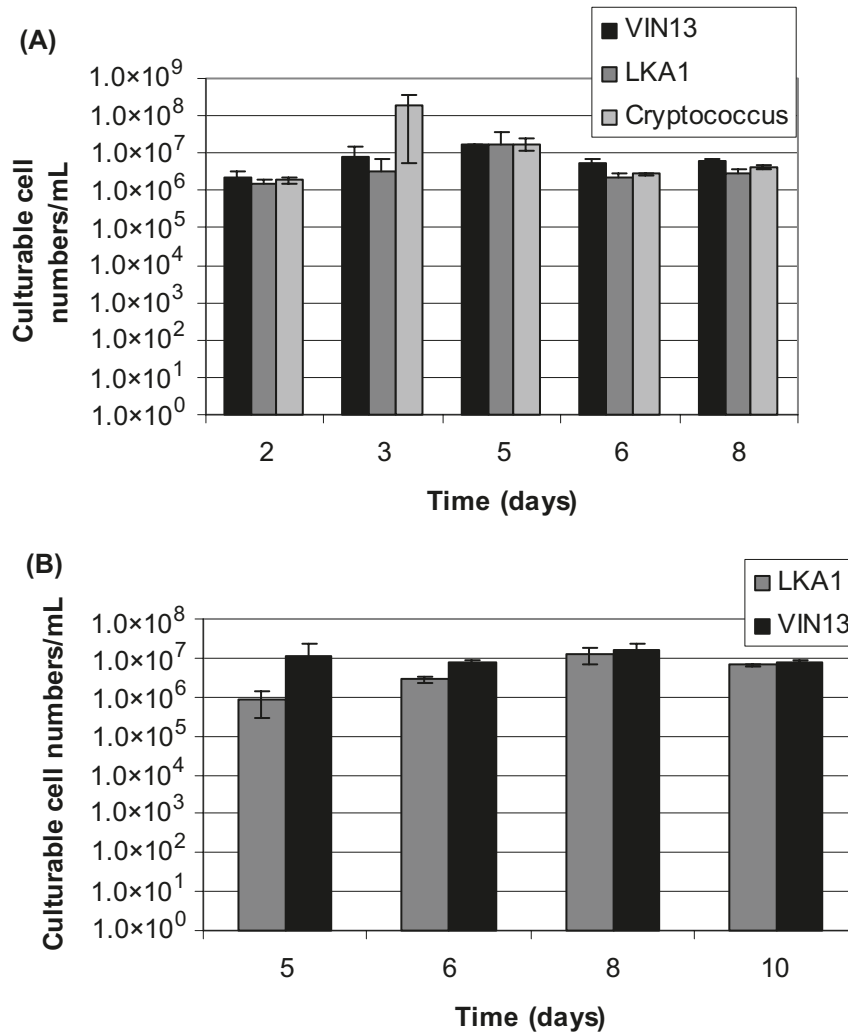 (A)
VIN13
LKA1
Cryptococcus
Culturable cell
numbers/mL
1.0×10⁹
1.0×10⁸
1.0×10⁷
1.0×10⁶
1.0×10⁵
1.0×10⁴
1.0×10³
1.0×10²
1.0×10¹
1.0×10⁰
2 3 5 6 8
Time (days)
(B)
LKA1
VIN13
Culturable cell numbers/mL
1.0×10⁸
1.0×10⁷
1.0×10⁶
1.0×10⁵
1.0×10⁴
1.0×10³
1.0×10²
1.0×10¹
1.0×10⁰
5 6 8 10
Time (days)